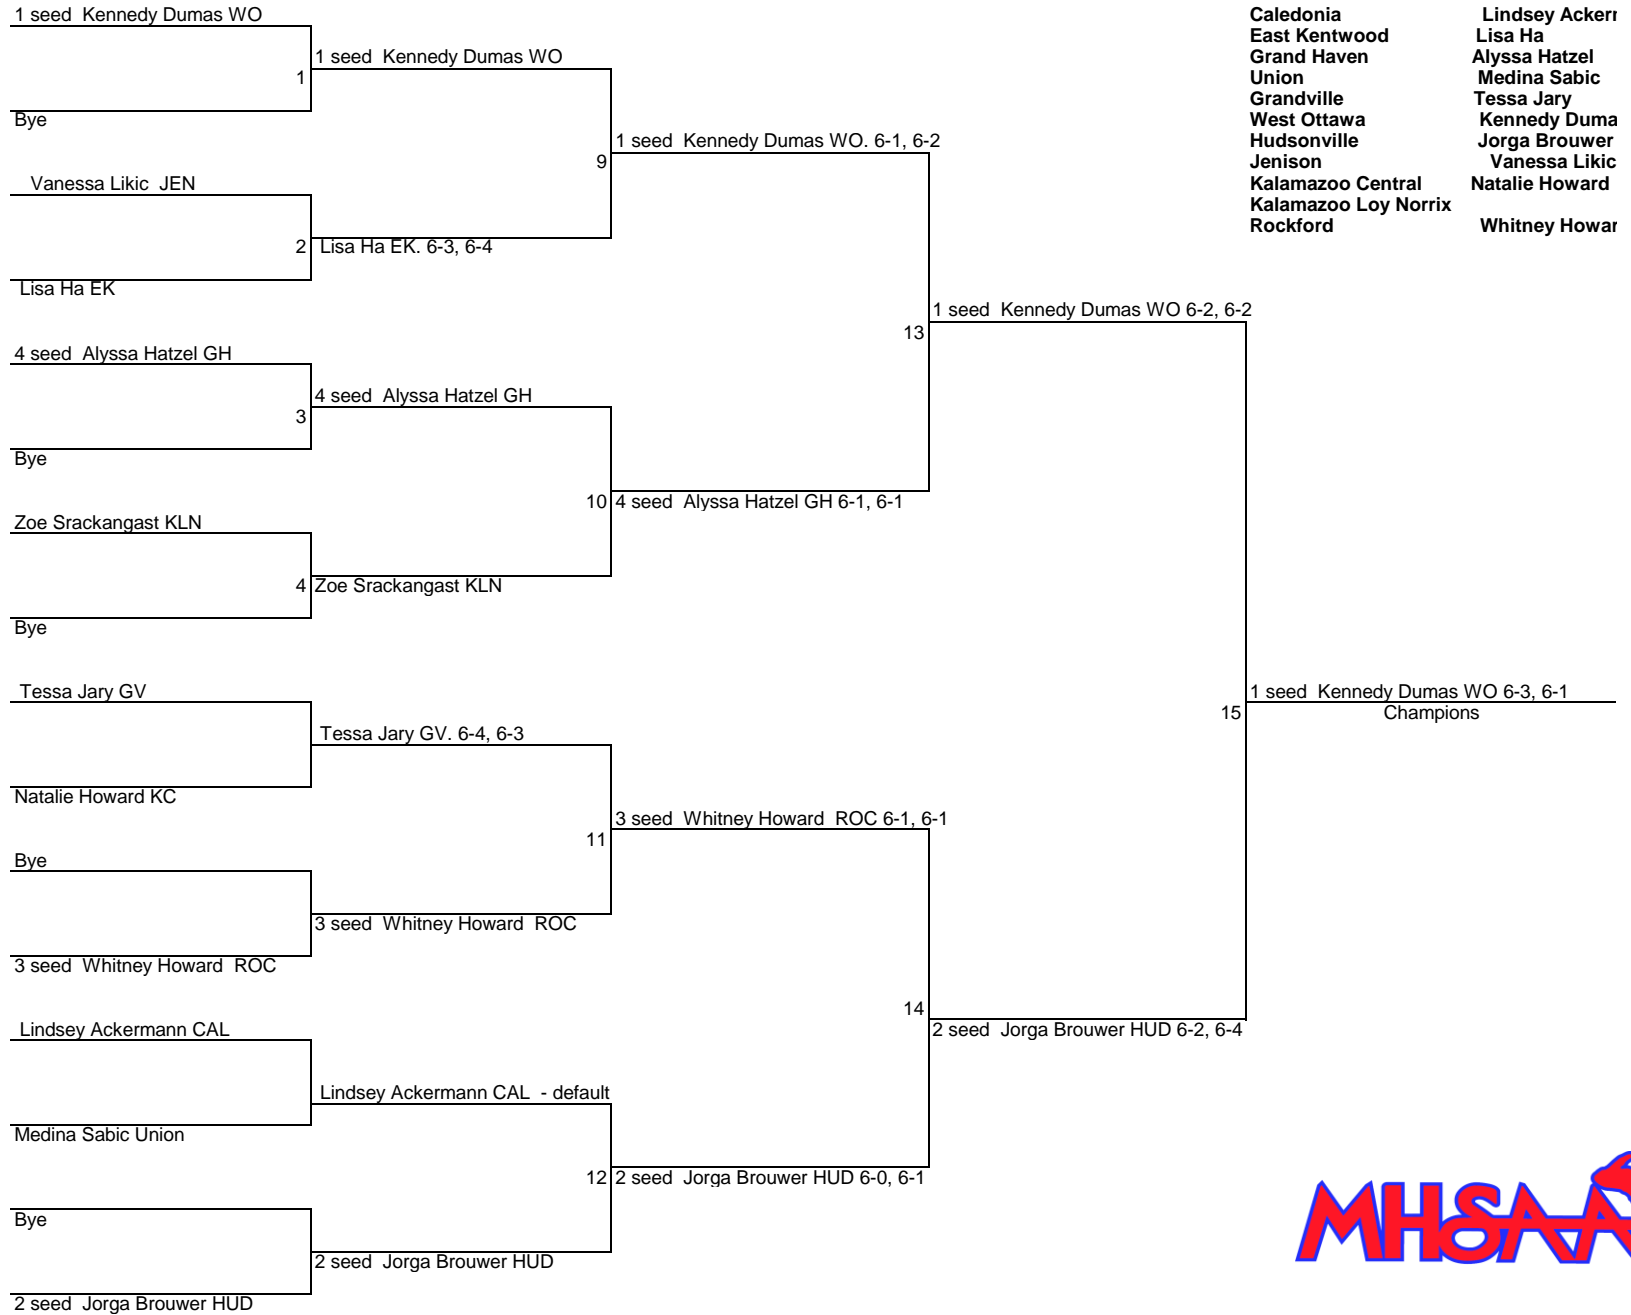 1 seed Kennedy Dumas WO
Caledonia Lindsey Acker
East Kentwood Lisa Ha
1 seed Kennedy Dumas WO
Grand Haven Alyssa Hatzel
1
Union Medina Sabic
Grandville Tessa Jary
Bye
West Ottawa Kennedy Duma
1 seed Kennedy Dumas WO. 6-1, 6-2
Hudsonville Jorga Brouwer
9
Jenison Vanessa Likic
Vanessa Likic JEN
Kalamazoo Central Natalie Howard
Kalamazoo Loy Norrix
Rockford Whitney Howar
2 Lisa Ha EK. 6-3, 6-4
Lisa Ha EK
1 seed Kennedy Dumas WO 6-2, 6-2
13
4 seed Alyssa Hatzel GH
4 seed Alyssa Hatzel GH
3
Bye
10 4 seed Alyssa Hatzel GH 6-1, 6-1
Zoe Srackangast KLN
4 Zoe Srackangast KLN
Bye
Tessa Jary GV
1 seed Kennedy Dumas WO 6-3, 6-1
15 Champions
Tessa Jary GV. 6-4, 6-3
Natalie Howard KC
3 seed Whitney Howard ROC 6-1, 6-1
11
Bye
3 seed Whitney Howard ROC
3 seed Whitney Howard ROC
14
Lindsey Ackermann CAL
2 seed Jorga Brouwer HUD 6-2, 6-4
Lindsey Ackermann CAL - default
Medina Sabic Union
12 2 seed Jorga Brouwer HUD 6-0, 6-1
Bye
MHSAA
2 seed Jorga Brouwer HUD
2 seed Jorga Brouwer HUD